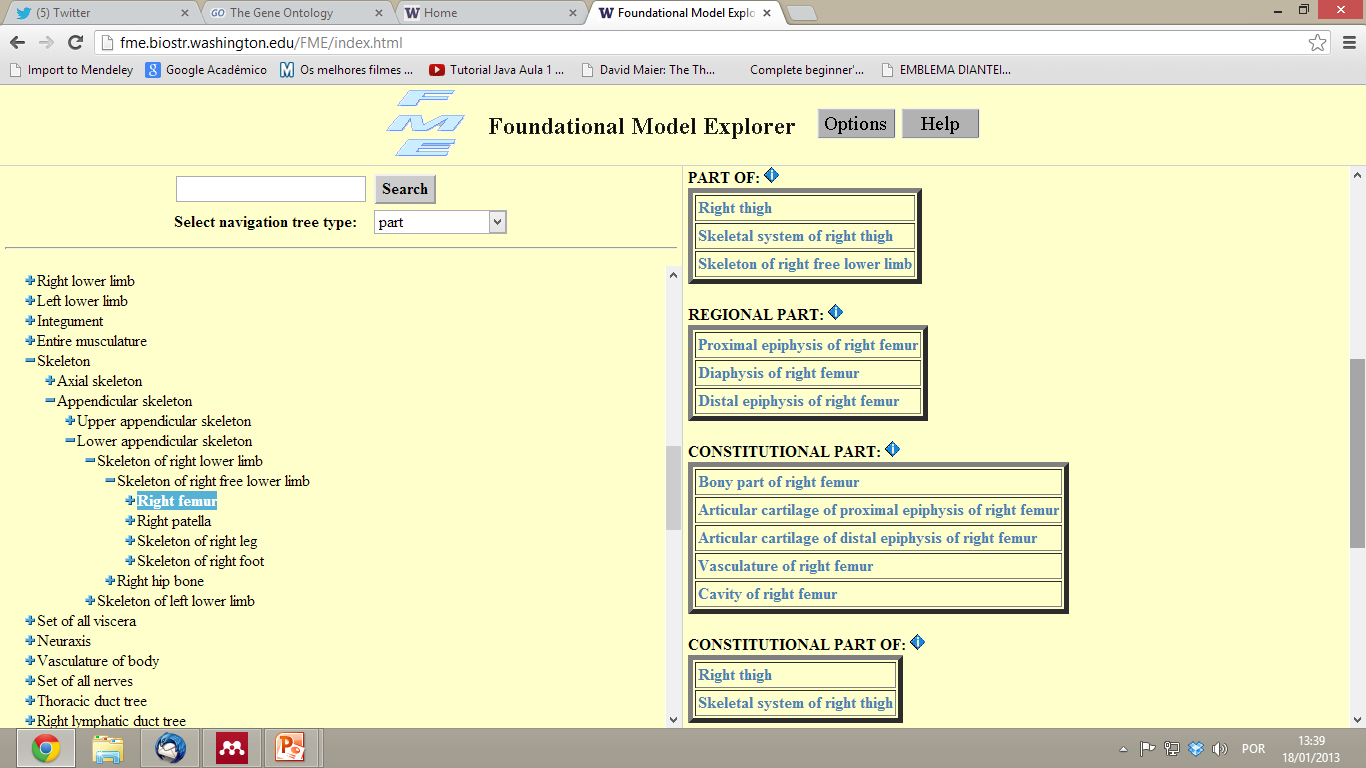 (5) Twitter
GO The Gene Ontology
W Home
W Foundational Model Explo
fme.biostr.washington.edu/FME/index.html
Import to Mendeley
Google Acadêmico
Os melhores filmes ...
Tutorial Java Aula 1 ...
David Maier: The Th...
Complete beginner'...
EMBLEMA DIANTEI...
FME
Foundational Model Explorer
Options
Help
Search
Select navigation tree type: part
Right lower limb
Left lower limb
Integument
Entire musculature
Skeleton
Axial skeleton
Appendicular skeleton
Upper appendicular skeleton
Lower appendicular skeleton
Skeleton of right lower limb
Skeleton of right free lower limb
Right femur
Right patella
Skeleton of right leg
Skeleton of right foot
Right hip bone
Skeleton of left lower limb
Set of all viscera
Neuraxis
Vasculature of body
Set of all nerves
Thoracic duct tree
Right lymphatic duct tree
PART OF:
Right thigh
Skeletal system of right thigh
Skeleton of right free lower limb
REGIONAL PART:
Proximal epiphysis of right femur
Diaphysis of right femur
Distal epiphysis of right femur
CONSTITUTIONAL PART:
Bony part of right femur
Articular cartilage of proximal epiphysis of right femur
Articular cartilage of distal epiphysis of right femur
Vasculature of right femur
Cavity of right femur
CONSTITUTIONAL PART OF:
Right thigh
Skeletal system of right thigh
POR
13:39
18/01/2013